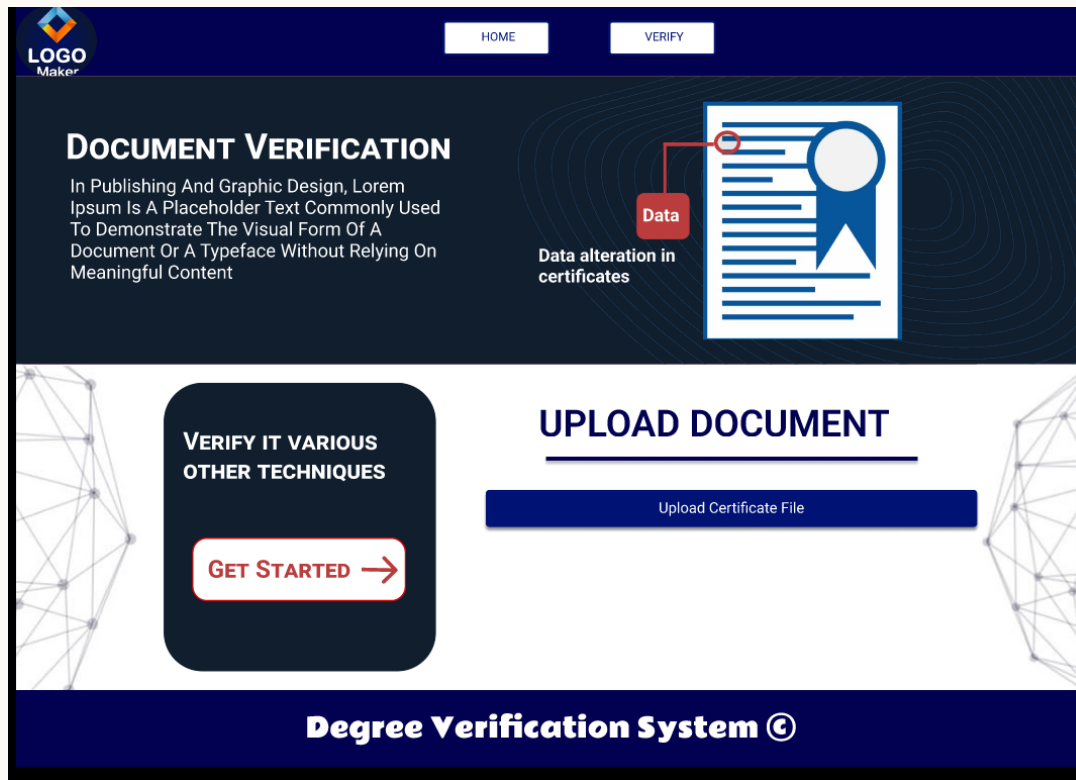 LOGO
Maker
HOME
VERIFY
DOCUMENT VERIFICATION
In Publishing And Graphic Design, Lorem
Ipsum Is A Placeholder Text Commonly Used
To Demonstrate The Visual Form Of A
Document Or A Typeface Without Relying On
Meaningful Content
Data
Data alteration in
certificates
VERIFY IT VARIOUS
OTHER TECHNIQUES
GET STARTED
UPLOAD DOCUMENT
Upload Certificate File
Degree Verification System ©